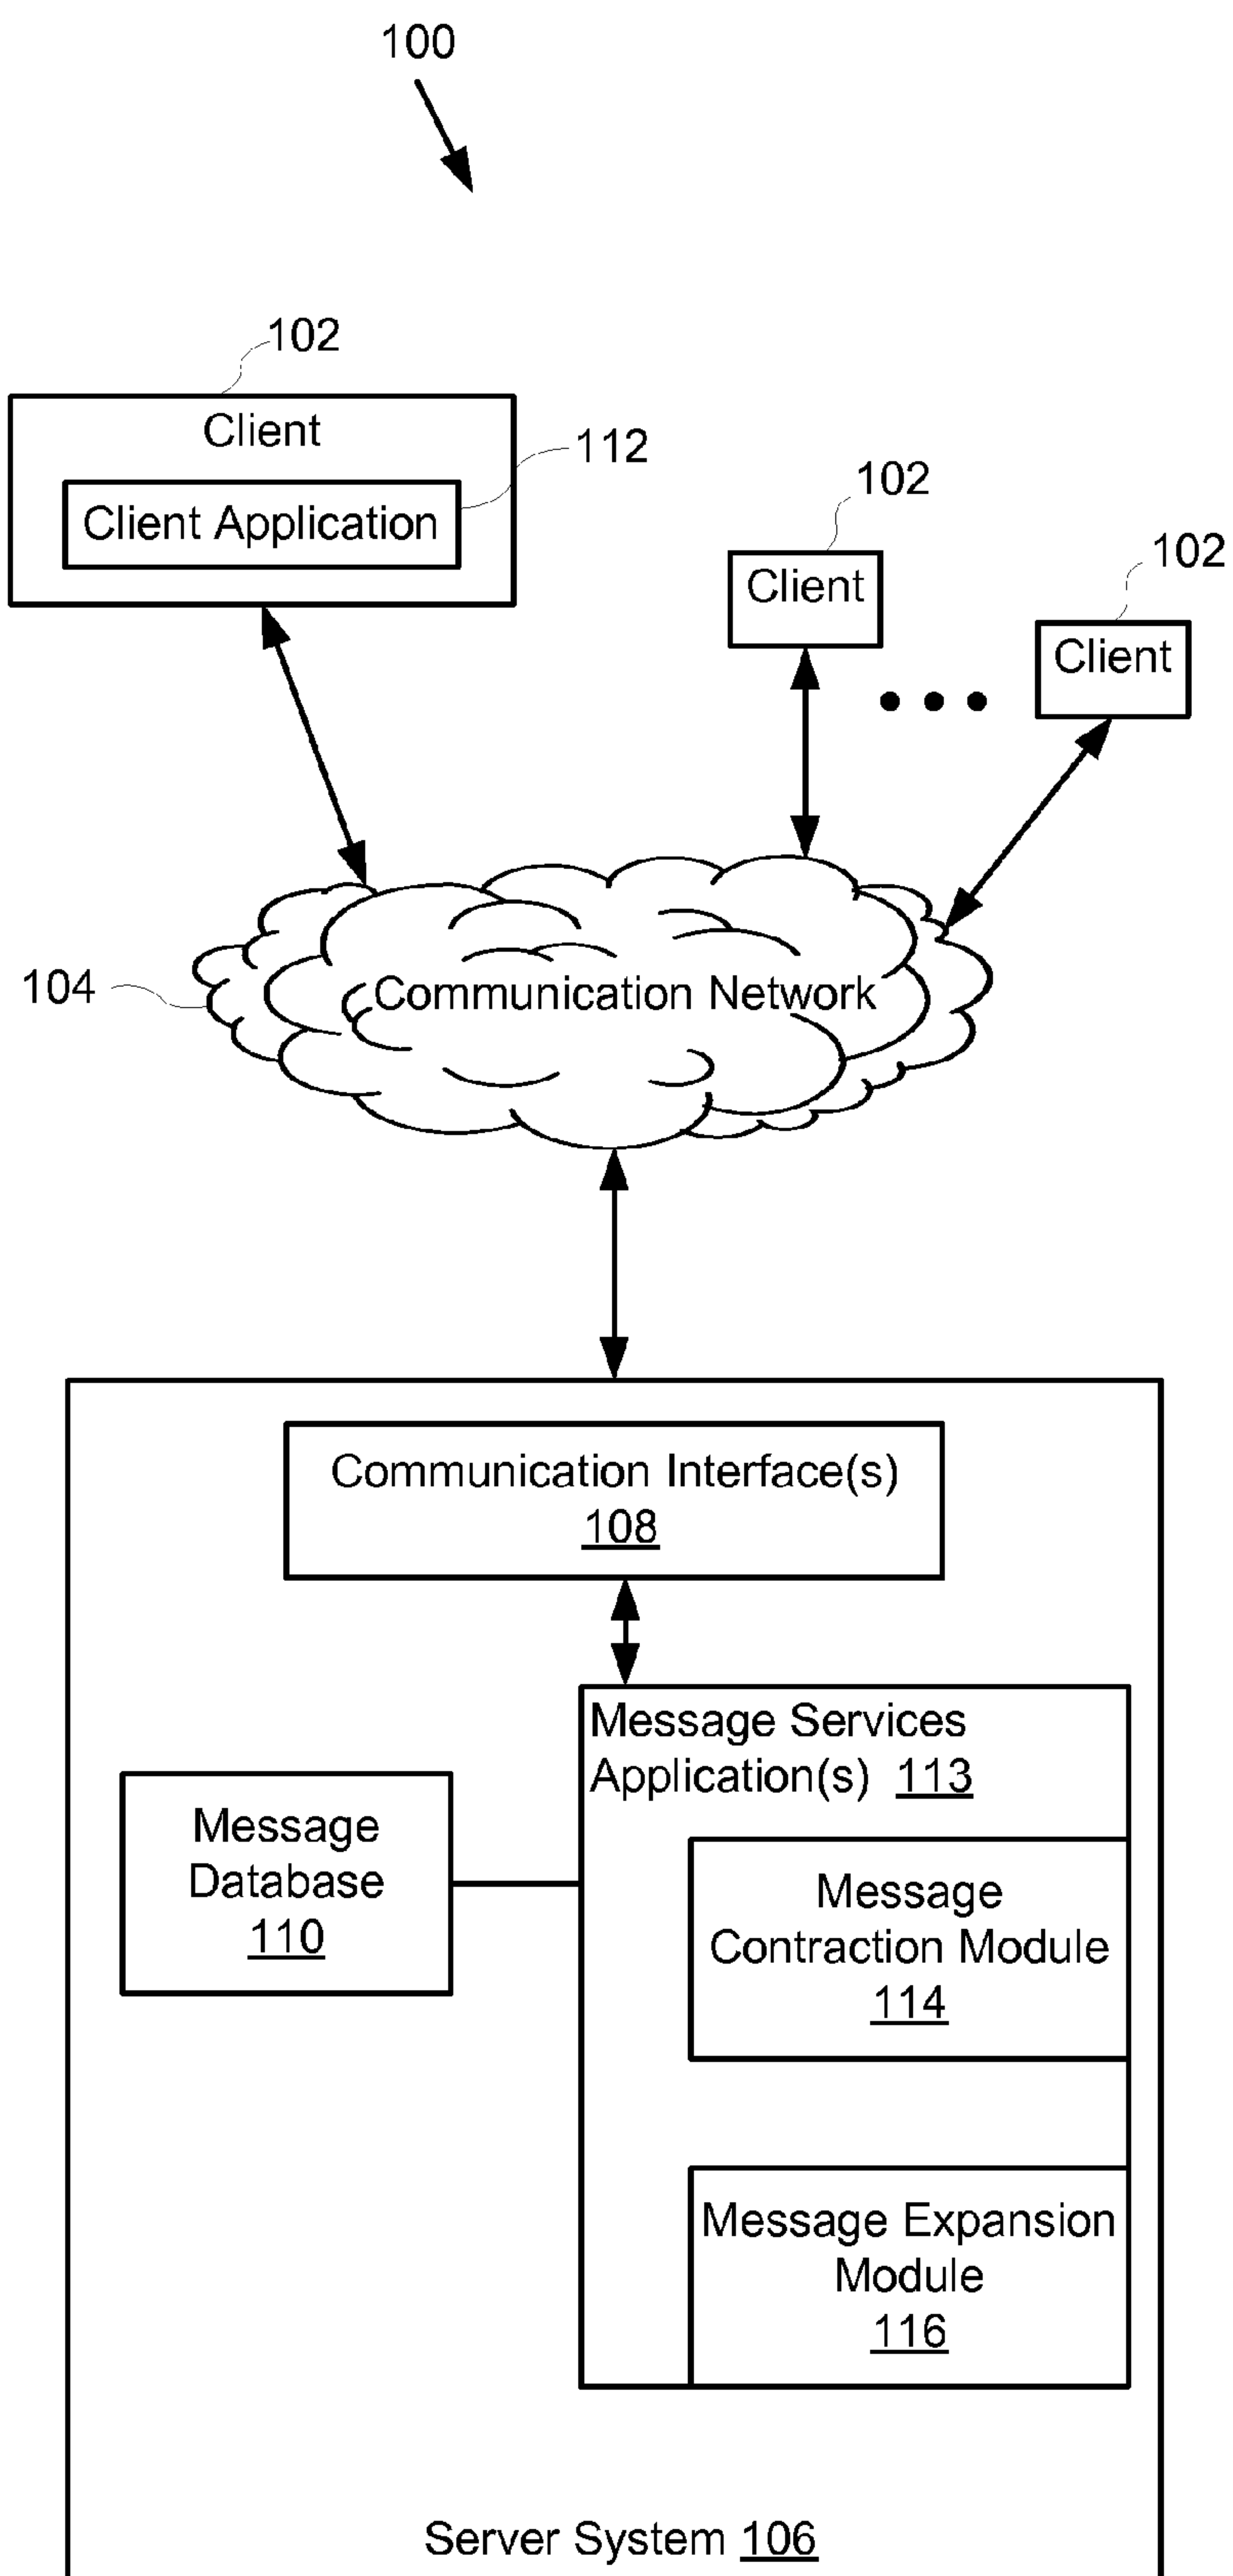 100
102
Client
112
Client Application
102
Client
102
Client
104
Communication Network
Communication Interface(s)
108
Message Services
Application(s) 113
Message
Database
110
Message
Contraction Module
114
Message Expansion
Module
116
Server System 106